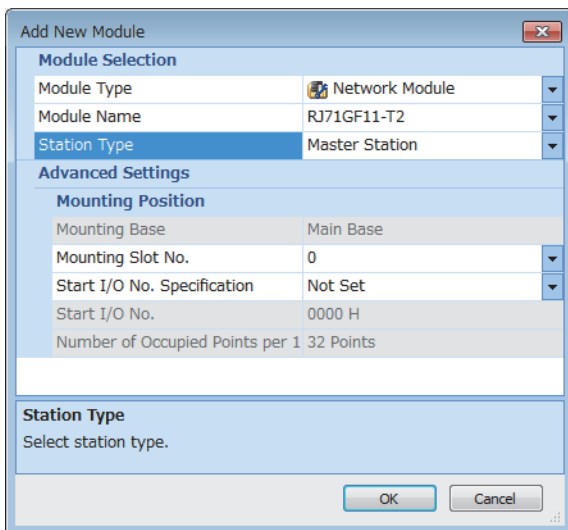 Add New Module
Module Selection
Module Type Network Module
Module Name RJ71GF11-T2
Station Type Master Station
Advanced Settings
Mounting Position
Mounting Base Main Base
Mounting Slot No. 0
Start I/O No. Specification Not Set
Start I/O No. 0000 H
Number of Occupied Points per 1 32 Points
Station Type
Select station type.
OK Cancel